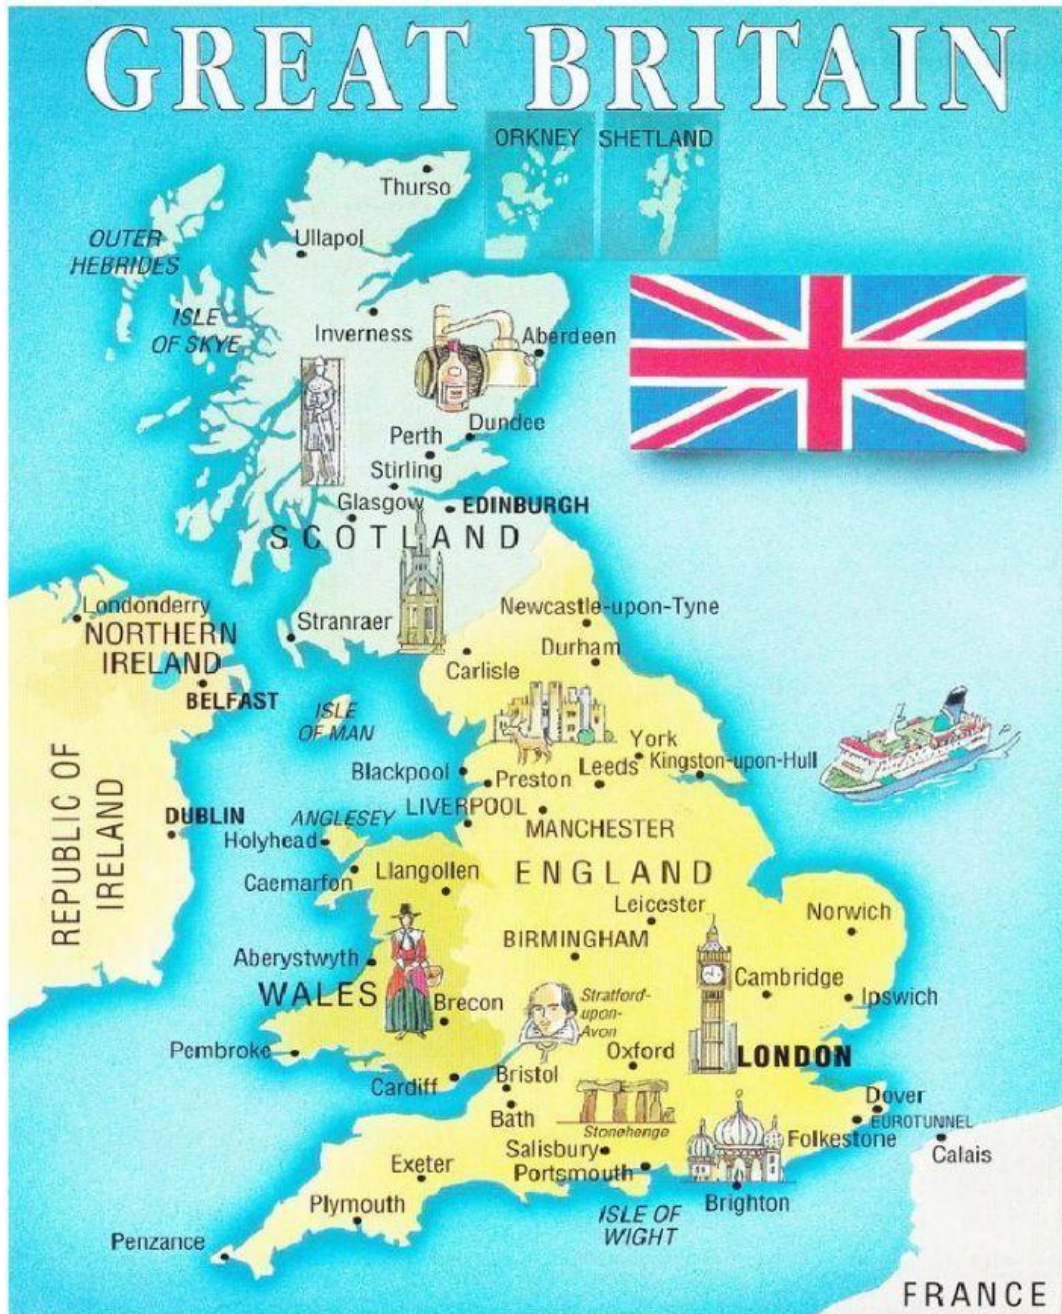 GREAT BRITAIN
ORKNEY
SHETLAND
Thurso
OUTER
HEBRIDES
Ullapol
ISLE
OF SKYE
Inverness
Aberdeen
Dundee
Perth
Stirling
Glasgow
EDINBURGH
SCOTLAND
Londonderry
NORTHERN
IRELAND
BELFAST
Stranraer
Newcastle-upon-Tyne
Durham
Carlisle
ISLE
OF MAN
York
Kingston-upon-Hull
Blackpool
Preston
Leeds
REPUBLIC OF
IRELAND
DUBLIN
ANGLESEY
LIVERPOOL
MANCHESTER
Holyhead
Caemarfon
Llangollen
ENGLAND
Leicester
Norwich
BIRMINGHAM
Aberystwyth
WALES
Brecon
Cambridge
Ipswich
Stratford-
upon-
Avon
Pembroke
Oxford
LONDON
Cardiff
Bristol
Bath
Stonehenge
Dover
EUROTUNNEL
Folkestone
Calais
Salisbury
Portsmouth
Exeter
Plymouth
ISLE OF
WIGHT
Brighton
Penzance
FRANCE